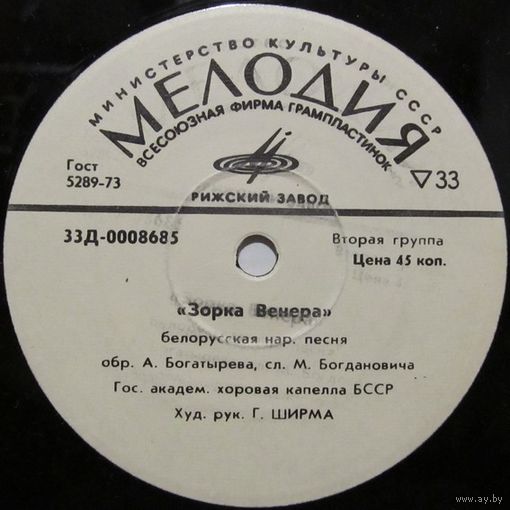 МИНИСТЕРСТВО КУЛЬТУРЫ СССР
МЕЛОДИЯ
ВСЕСОЮЗНАЯ ФИРМА ГРАМПЛАСТИНОК
Гост
5289-73
33
РИЖСКИЙ ЗАВОД
33Д-0008685
Вторая группа
Цена 45 коп.
«Зорка Венера»
белорусская нар. песня
обр. А. Богатырева, сл. М. Богдановича
Гос. академ. хоровая капелла БССР
Худ. рук. Г. ШИРМА
www.ay.by